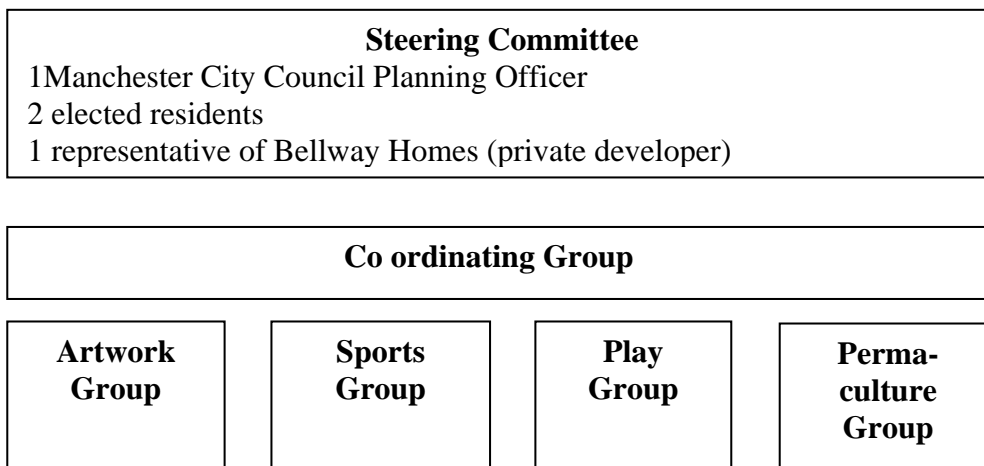 Steering Committee
1Manchester City Council Planning Officer
2 elected residents
1 representative of Bellway Homes (private developer)
Co ordinating Group
Artwork
Group
Sports
Group
Play
Group
Perma-
culture
Group